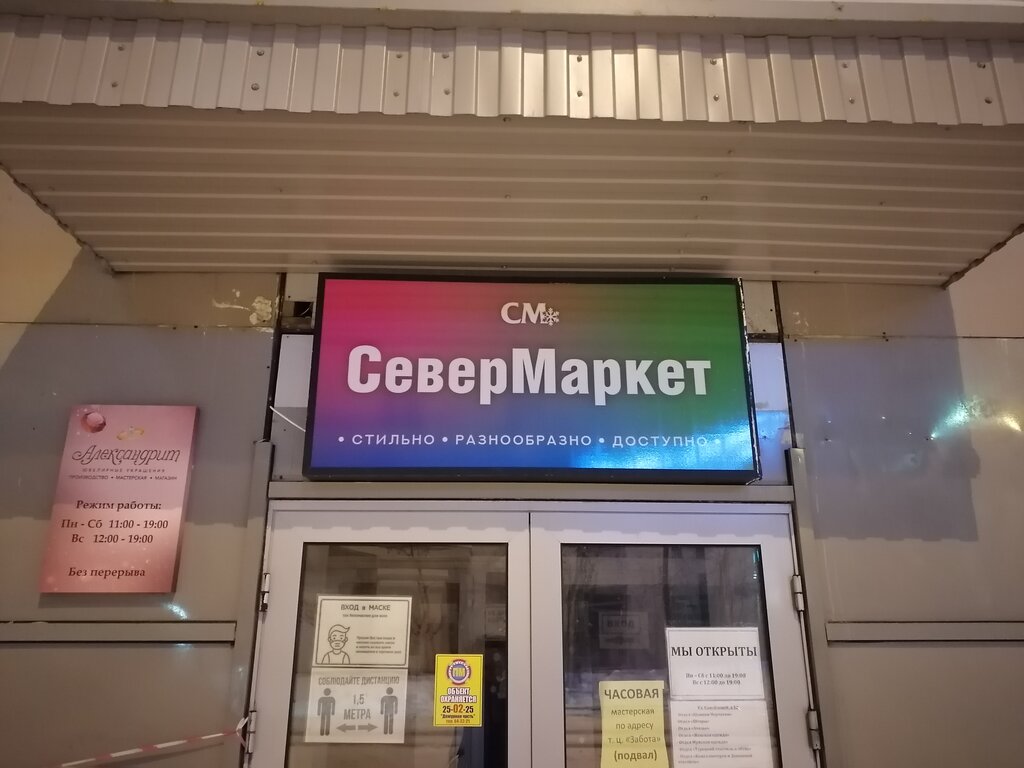 СМ
СеверМаркет
• СТИЛЬНО • РАЗНООБРАЗНО • ДОСТУПНО •
Александрит
ЮВЕЛИРНЫЕ УКРАШЕНИЯ
ПРОИЗВОДСТВО • МАСТЕРСКАЯ • МАГАЗИН
Режим работы:
Пн - Сб 11:00 - 19:00
Вс 12:00 - 19:00
Без перерыва
ВХОД в МАСКЕ
СОБЛЮДАЙТЕ ДИСТАНЦИЮ
1,5
МЕТРА
ОБЪЕКТ
ОХРАНЯЕТСЯ
25-02-25
ВХОД
ЧАСОВАЯ
мастерская
по адресу
т. ц. «Забота»
(подвал)
МЫ ОТКРЫТЫ
Пн - Сб с 11:00 до 19:00
Вс с 12:00 до 19:00